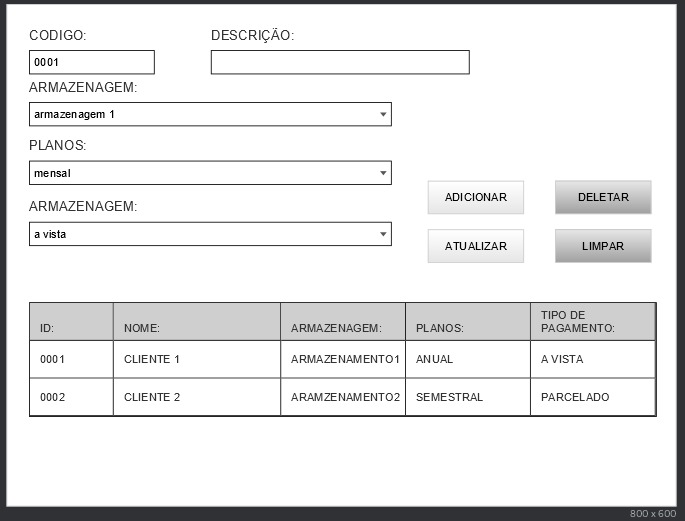 CODIGO: DESCRIÇÃO:
0001
ARMAZENAGEM:
armazenagem 1
PLANOS:
mensal
ARMAZENAGEM:
a vista
ADICIONAR DELETAR
ATUALIZAR LIMPAR
ID: NOME: ARMAZENAGEM: PLANOS: TIPO DE
PAGAMENTO:
0001 CLIENTE 1 ARMAZENAMENTO1 ANUAL A VISTA
0002 CLIENTE 2 ARAMZENAMENTO2 SEMESTRAL PARCELADO
800 x 600